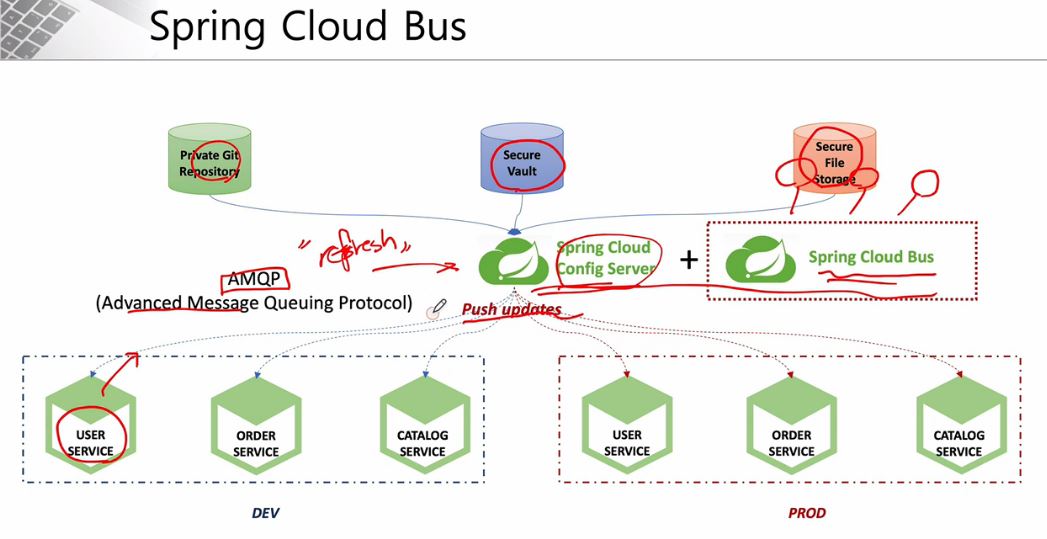 Spring Cloud Bus
Private Git
Repository
Secure
Vault
Secure
File
Storage
"refresh"
Spring Cloud
Config Server
+
Spring Cloud Bus
AMQP
(Advanced Message Queuing Protocol)
Push updates
USER
SERVICE
ORDER
SERVICE
CATALOG
SERVICE
USER
SERVICE
ORDER
SERVICE
CATALOG
SERVICE
DEV
PROD